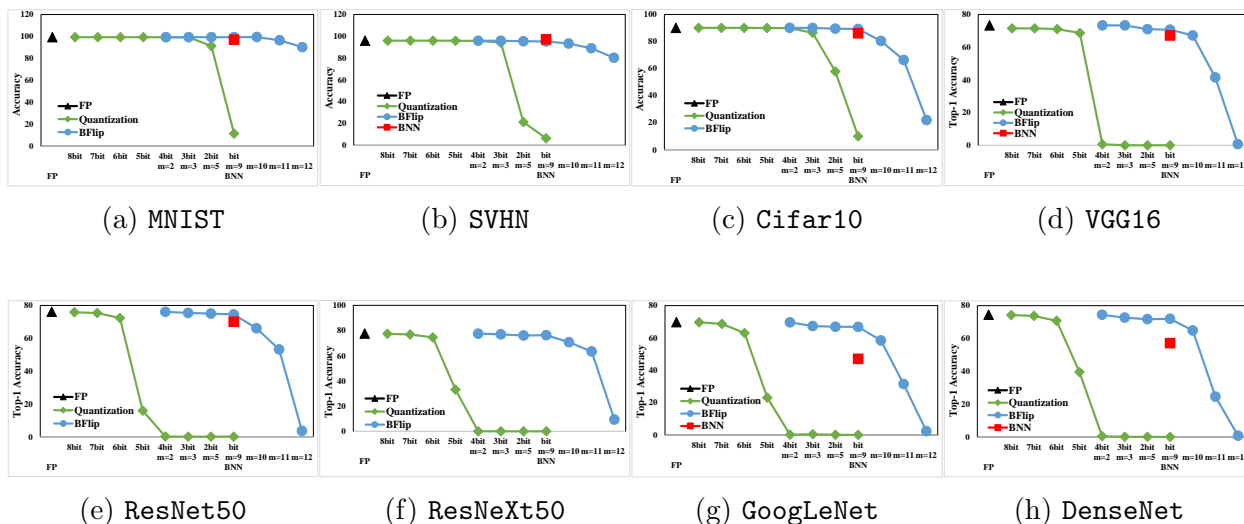 120
100
80
60
40
20
0
Accuracy
FP
Quantization
BFlip
BNN
8bit 7bit 6bit 5bit 4bit 3bit 2bit bit
m=2 m=3 m=5 m=9 m=10 m=11 m=12
FP BNN
(a) MNIST
120
100
80
60
40
20
0
Accuracy
FP
Quantization
BFlip
BNN
8bit 7bit 6bit 5bit 4bit 3bit 2bit bit
m=2 m=3 m=5 m=9 m=10 m=11 m=12
FP BNN
(b) SVHN
100
80
60
40
20
0
Accuracy
FP
Quantization
BFlip
8bit 7bit 6bit 5bit 4bit 3bit 2bit bit
m=2 m=3 m=5 m=9 m=10 m=11 m=12
FP BNN
(c) Cifar10
80
60
40
20
0
Top-1 Accuracy
FP
Quantization
BFlip
BNN
8bit 7bit 6bit 5bit 4bit 3bit 2bit bit
m=2 m=3 m=5 m=9 m=10 m=11 m=1
FP BNN
(d) VGG16
80
60
40
20
0
Top-1 Accuracy
FP
Quantization
BFlip
8bit 7bit 6bit 5bit 4bit 3bit 2bit bit
m=2 m=3 m=5 m=9 m=10 m=11 m=12
FP BNN
(e) ResNet50
100
80
60
40
20
0
Top-1 Accuracy
FP
Quantization
BFlip
8bit 7bit 6bit 5bit 4bit 3bit 2bit bit
m=2 m=3 m=5 m=9 m=10 m=11 m=12
FP BNN
(f) ResNeXt50
80
60
40
20
0
Top-1 Accuracy
FP
Quantization
BFlip
BNN
8bit 7bit 6bit 5bit 4bit 3bit 2bit bit
m=2 m=3 m=5 m=9 m=10 m=11 m=12
FP BNN
(g) GoogLeNet
80
60
40
20
0
Top-1 Accuracy
FP
Quantization
BFlip
BNN
8bit 7bit 6bit 5bit 4bit 3bit 2bit bit
m=2 m=3 m=5 m=9 m=10 m=11 m=1
FP BNN
(h) DenseNet